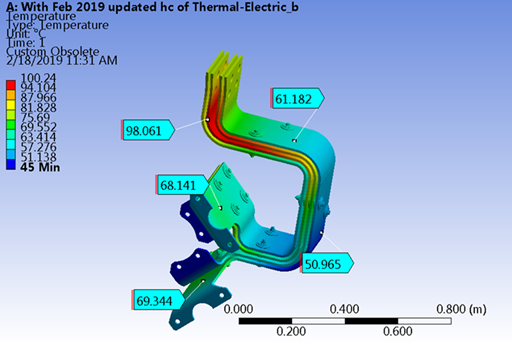 A: With Feb 2019 updated hc of Thermal-Electric_b
Temperature
Type: Temperature
Unit: °C
Time: 1
Custom Obsolete
2/18/2019 11:31 AM
100.24
94.104
87.966
81.828
75.69
69.552
63.414
57.276
51.138
45 Min
61.182
98.061
68.141
50.965
69.344
0.000
0.400
0.800 (m)
0.200
0.600